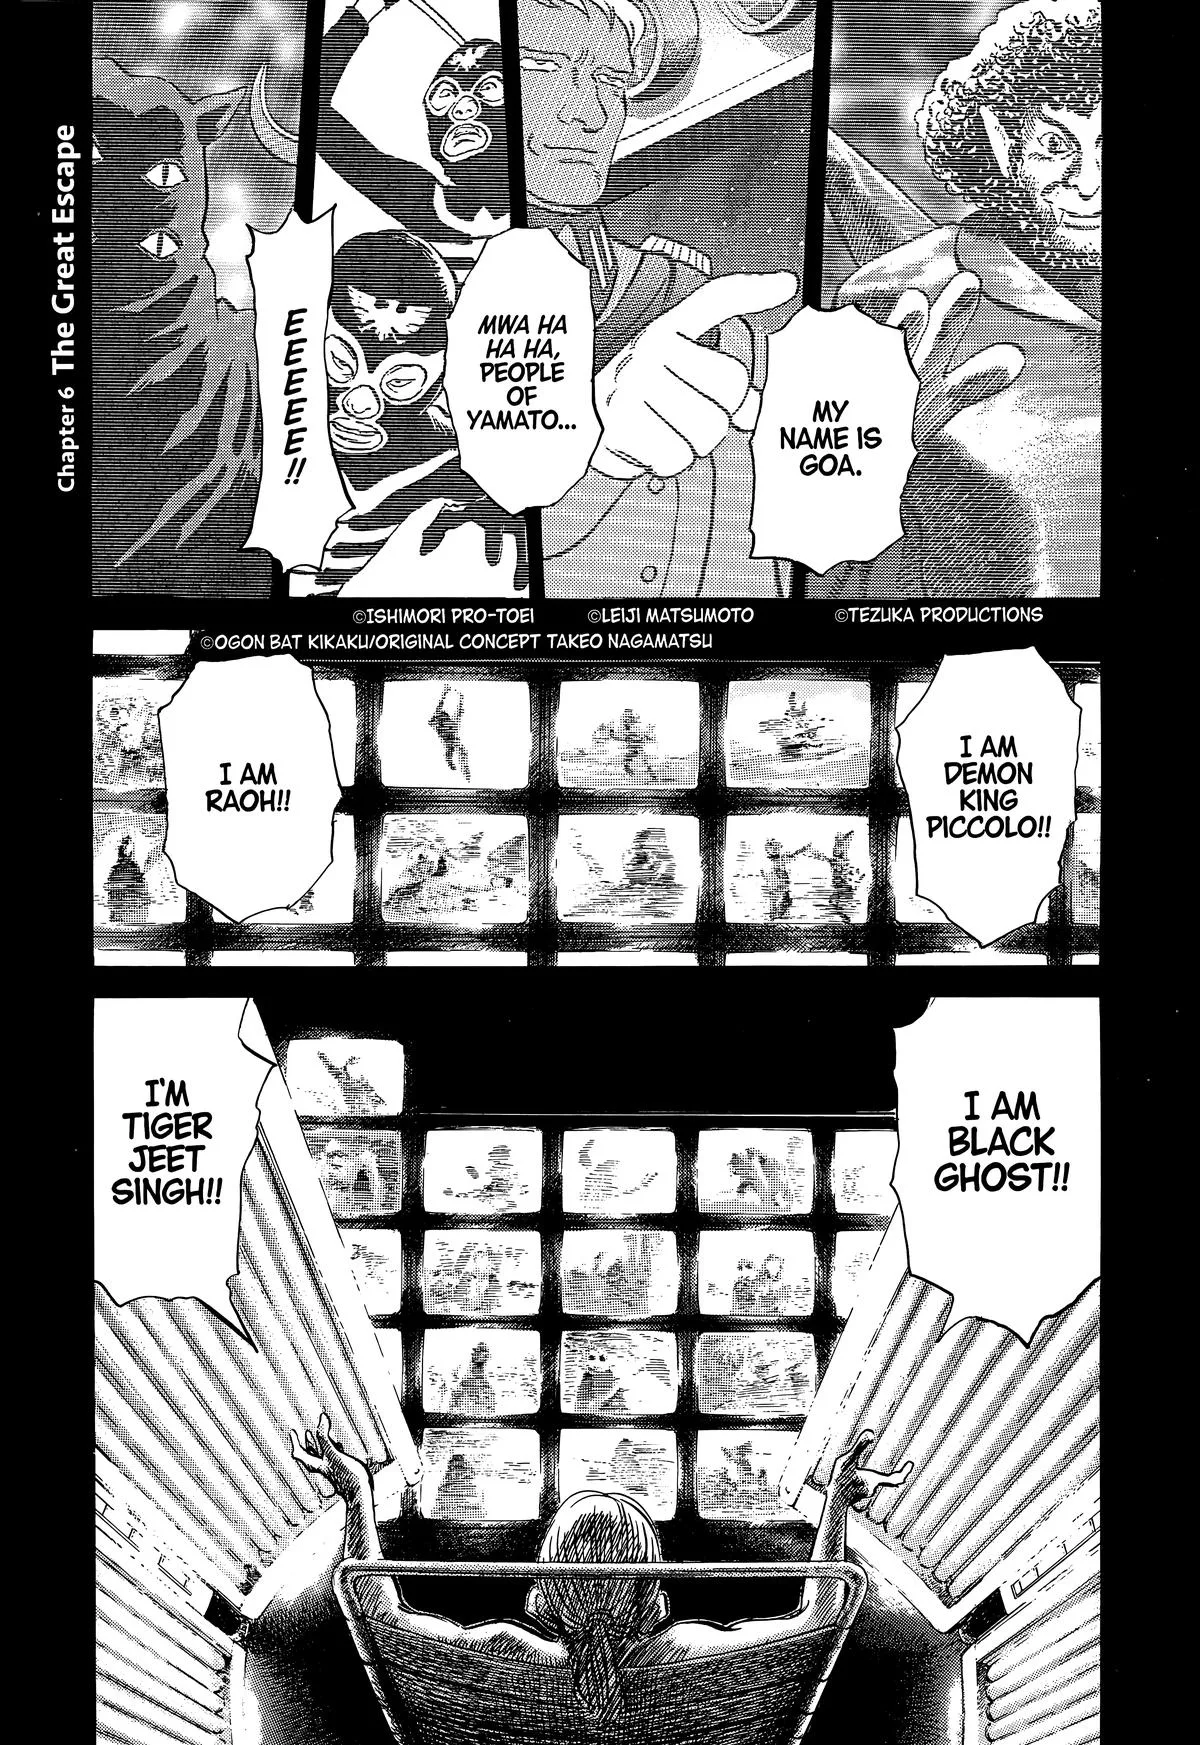 Chapter 6 The Great Escape
MY
NAME IS
GOA.
MWA HA
HA HA,
PEOPLE
OF
YAMATO...
EEEEE!!
©ISHIMORI PRO-TOEI
©LEIJI MATSUMOTO
©TEZUKA PRODUCTIONS
©OGON BAT KIKAKU/ORIGINAL CONCEPT TAKEO NAGAMATSU
I AM
DEMON
KING
PICCOLO!!
I AM
RAOH!!
I AM
BLACK
GHOST!!
I'M
TIGER
JEET
SINGH!!